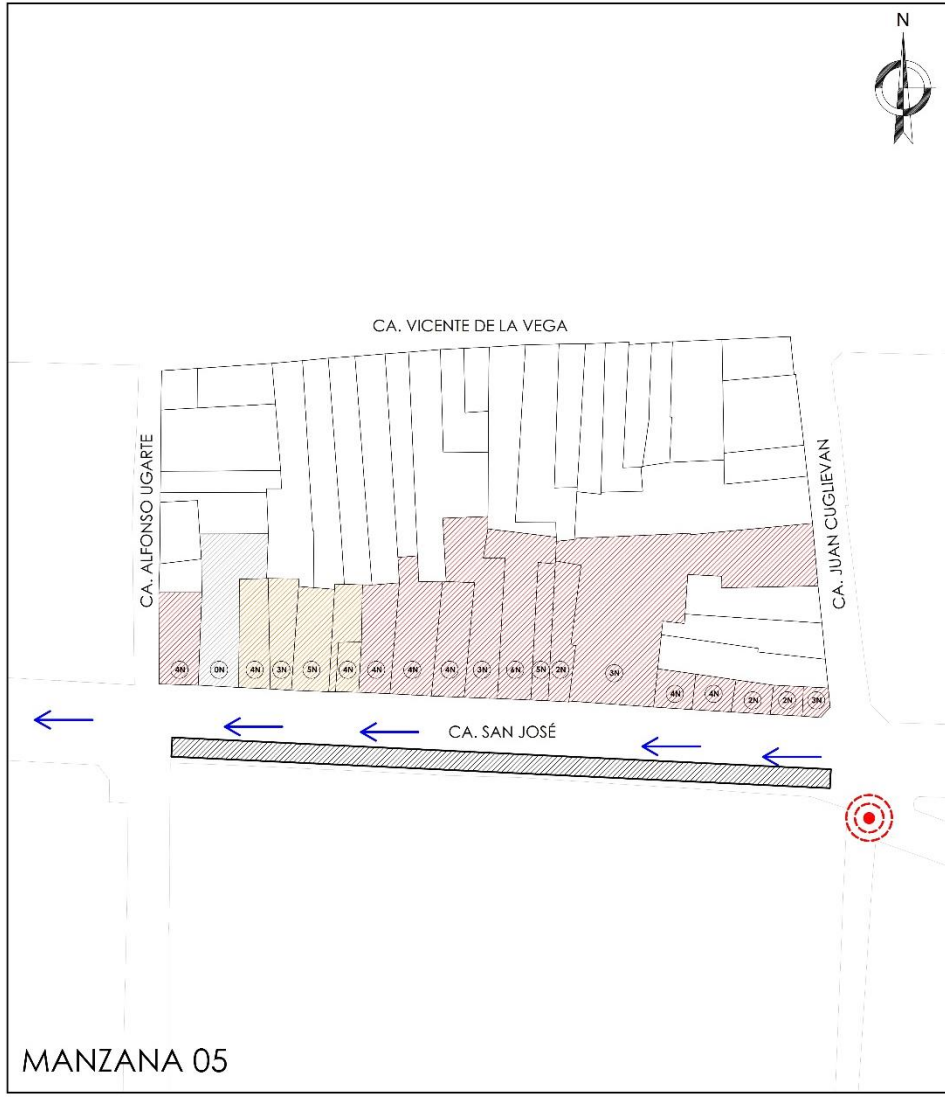 N
CA. VICENTE DE LA VEGA
CA. ALFONSO UGARTE
CA. JUAN CUGLIEVAN
4N 0N 4N 3N 5N 4N 4N 4N 4N 3N 6N 5N 2N 3N 4N 4N 2N 2N 3N
CA. SAN JOSÉ
MANZANA 05